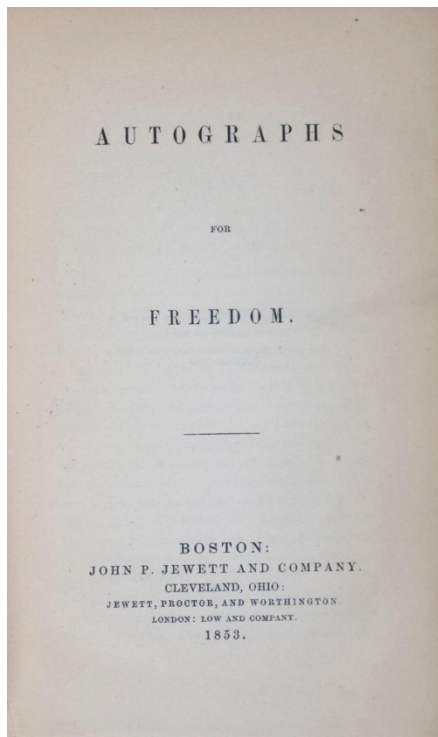 AUTOGRAPHS
FOR
FREEDOM.
BOSTON:
JOHN P. JEWETT AND COMPANY.
CLEVELAND, OHIO:
JEWETT, PROCTOR, AND WORTHINGTON.
LONDON: LOW AND COMPANY.
1853.